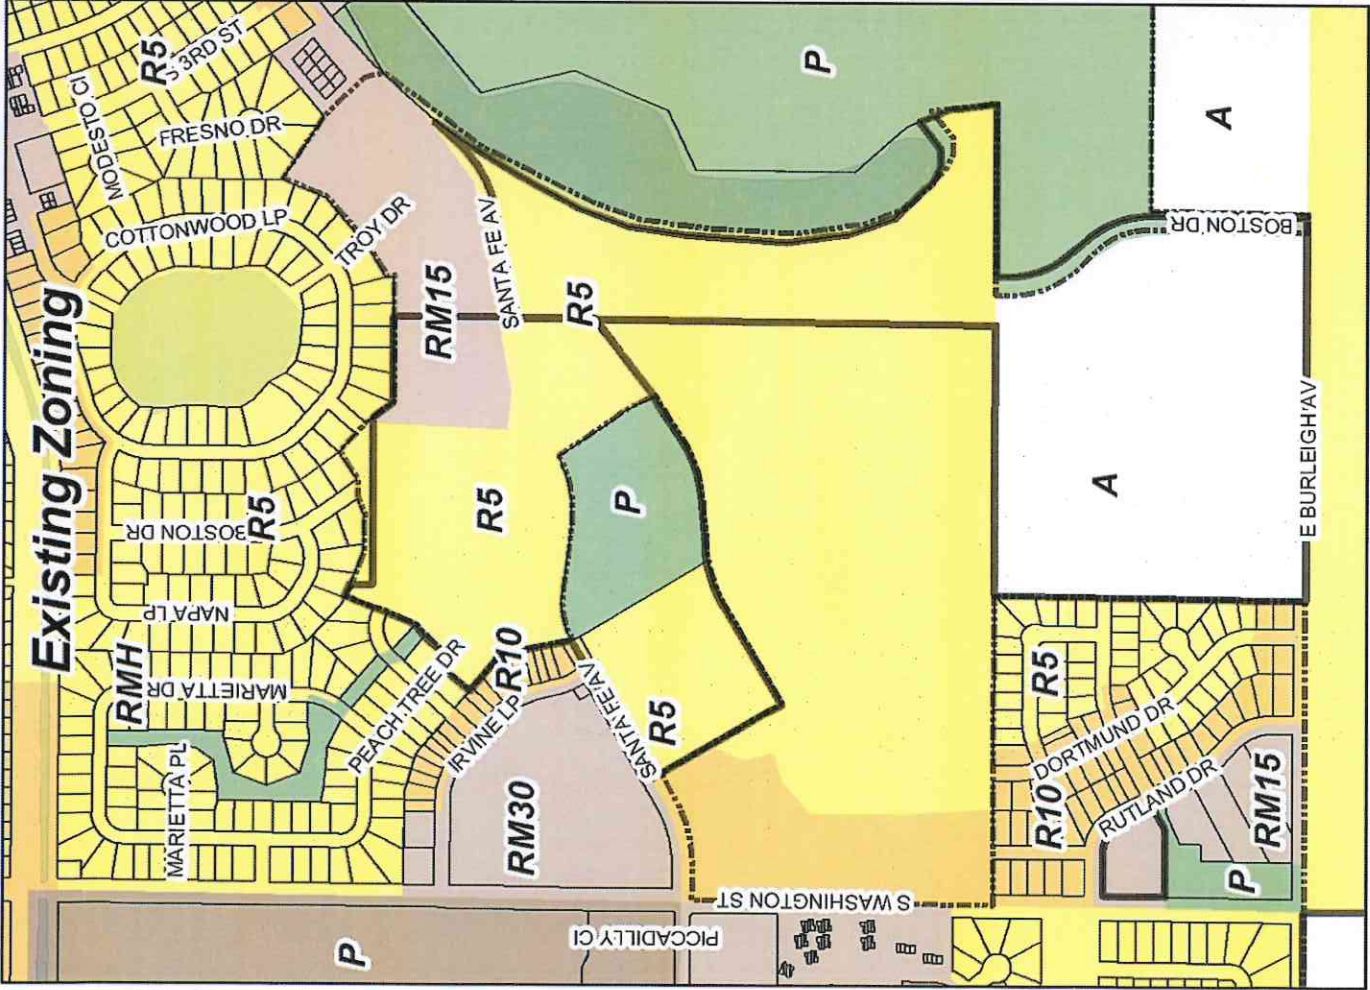 Existing Zoning
R5
S 3RD ST
MODESTO CI
FRESNO DR
COTTONWOOD LP
TROY DR
RM15
SANTA FE AV
R5
P
A
BOSTON DR
BOSTON DR
R5
NAPA LP
R5
P
A
E BURLEIGH AV
RMH
MARIETTA DR
MARIETTA PL
PEACH TREE DR
R10
IRVINE LP
SANTA FE AV
R5
RM30
R5
R10
DORTMUND DR
RUTLAND DR
RM15
P
S WASHINGTON ST
PICCADILLY CI
P